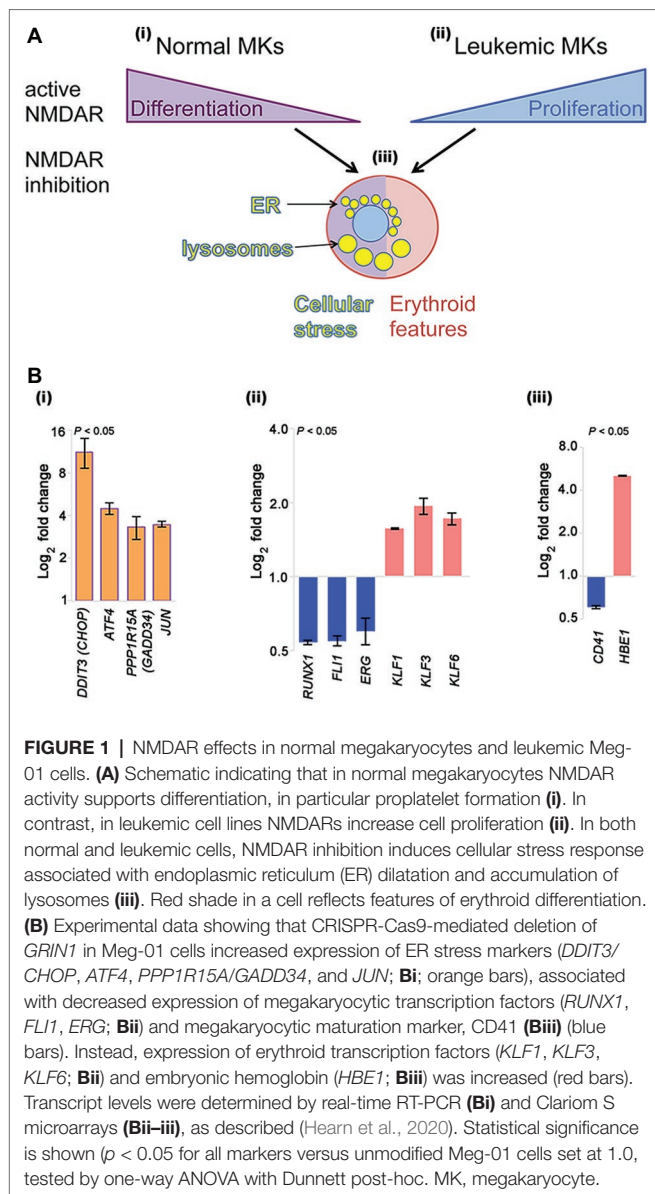 A
(i) Normal MKs
(ii) Leukemic MKs
active
NMDAR
Differentiation
Proliferation
NMDAR
inhibition
(iii)
ER
lysosomes
Cellular
stress
Erythroid
features
B
(i)
P < 0.05
Log2 fold change
16
8
4
2
1
DDIT3 (CHOP)
ATF4
PPP1R15A
(GADD34)
JUN
(ii)
P < 0.05
Log2 fold change
4.0
2.0
1.0
0.5
RUNX1
FLI1
ERG
KLF1
KLF3
KLF6
(iii)
P < 0.05
Log2 fold change
8.0
4.0
1.0
0.5
CD41
HBE1
FIGURE 1 | NMDAR effects in normal megakaryocytes and leukemic Meg-
01 cells. (A) Schematic indicating that in normal megakaryocytes NMDAR
activity supports differentiation, in particular proplatelet formation (i). In
contrast, in leukemic cell lines NMDARs increase cell proliferation (ii). In both
normal and leukemic cells, NMDAR inhibition induces cellular stress response
associated with endoplasmic reticulum (ER) dilatation and accumulation of
lysosomes (iii). Red shade in a cell reflects features of erythroid differentiation.
(B) Experimental data showing that CRISPR-Cas9-mediated deletion of
GRIN1 in Meg-01 cells increased expression of ER stress markers (DDIT3/
CHOP, ATF4, PPP1R15A/GADD34, and JUN; Bi; orange bars), associated
with decreased expression of megakaryocytic transcription factors (RUNX1,
FLI1, ERG; Bii) and megakaryocytic maturation marker, CD41 (Biii) (blue
bars). Instead, expression of erythroid transcription factors (KLF1, KLF3,
KLF6; Bii) and embryonic hemoglobin (HBE1; Biii) was increased (red bars).
Transcript levels were determined by real-time RT-PCR (Bi) and Clariom S
microarrays (Bii–iii), as described (Hearn et al., 2020). Statistical significance
is shown (p < 0.05 for all markers versus unmodified Meg-01 cells set at 1.0,
tested by one-way ANOVA with Dunnett post-hoc. MK, megakaryocyte.